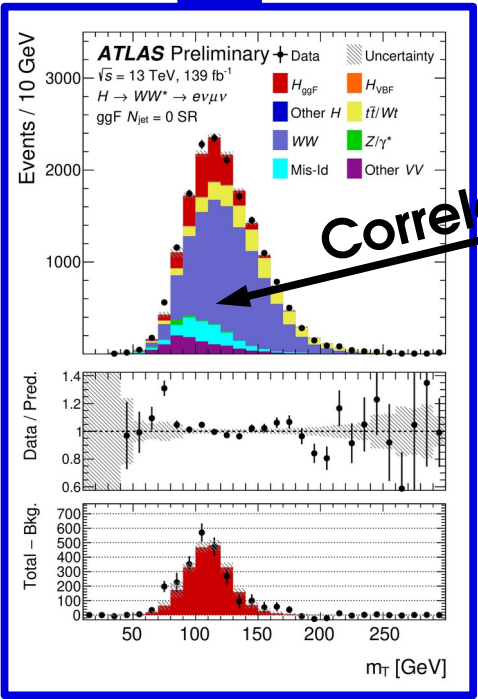 ATLAS Preliminary
√s = 13 TeV, 139 fb⁻¹
H → WW* → eνμν
ggF N_jet = 0 SR
Data
Uncertainty
H_ggF
H_VBF
Other H
tt̄/Wt
WW
Z/γ*
Mis-Id
Other VV
Events / 10 GeV
3000
2000
1000
Data / Pred.
1.4
1.2
1
0.8
0.6
Total – Bkg.
700
600
500
400
300
200
100
0
50 100 150 200 250
m_T [GeV]